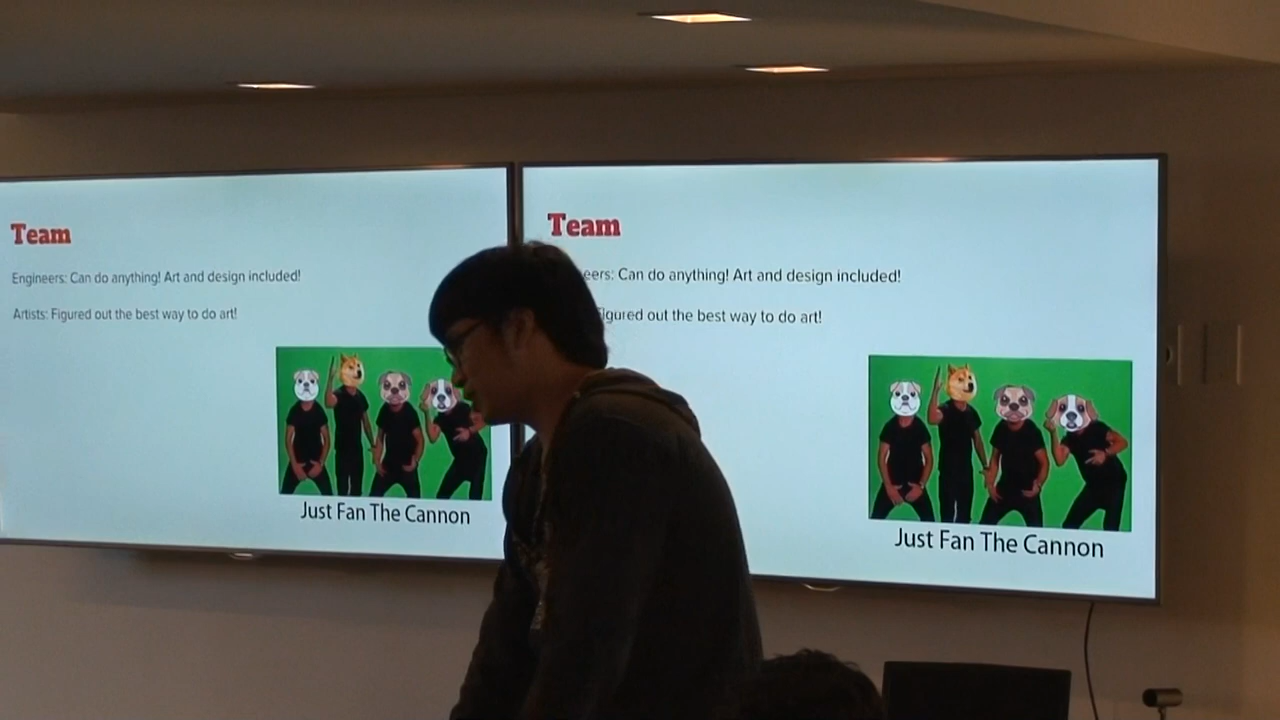 Team
Engineers: Can do anything! Art and design included!
Artists: Figured out the best way to do art!
Just Fan The Cannon
Team
eers: Can do anything! Art and design included!
Figured out the best way to do art!
Just Fan The Cannon